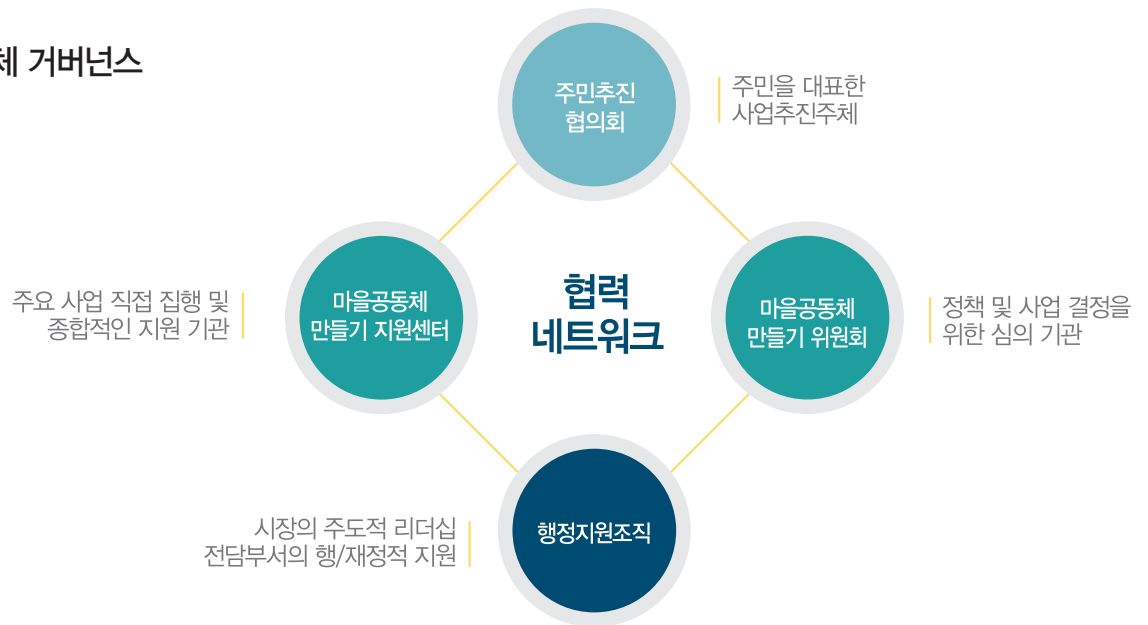 체 거버넌스
주민추진
협의회
주민을 대표한
사업추진주체
주요 사업 직접 집행 및
종합적인 지원 기관
마을공동체
만들기 지원센터
협력
네트워크
마을공동체
만들기 위원회
정책 및 사업 결정을
위한 심의 기관
시장의 주도적 리더십
전담부서의 행/재정적 지원
행정지원조직